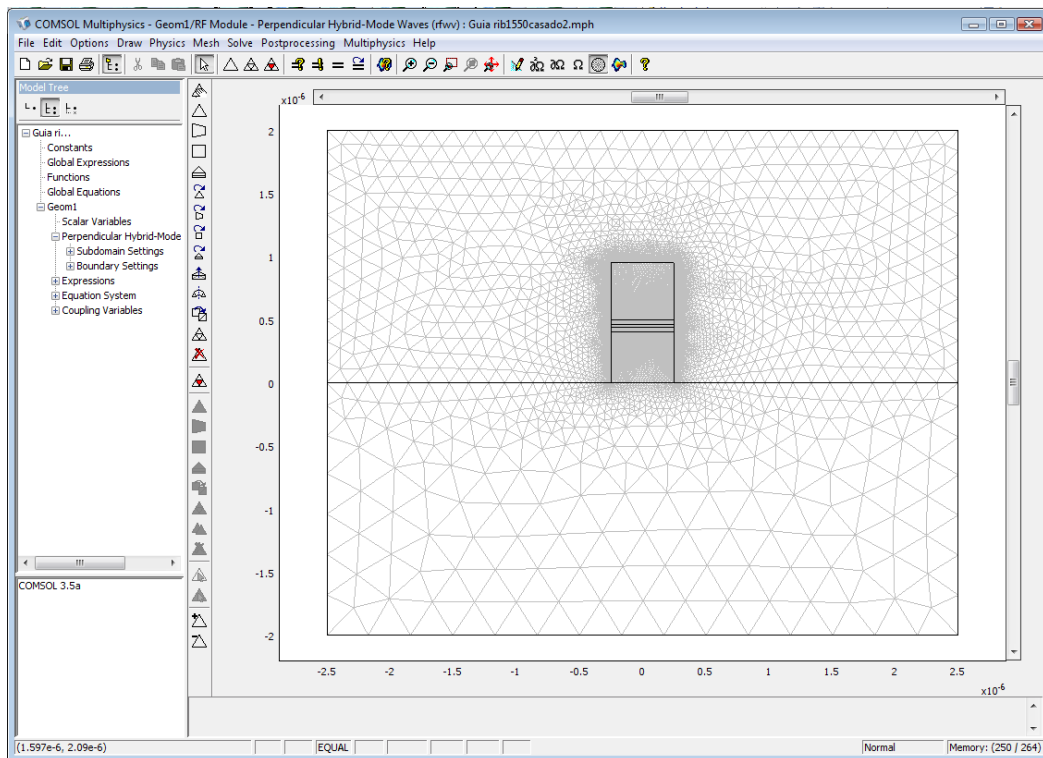 COMSOL Multiphysics - Geom1/RF Module - Perpendicular Hybrid-Mode Waves (rfwv) : Guia rib1550casado2.mph
File Edit Options Draw Physics Mesh Solve Postprocessing Multiphysics Help
Model Tree
Guia ri...
Constants
Global Expressions
Functions
Global Equations
Geom1
Scalar Variables
Perpendicular Hybrid-Mode
Subdomain Settings
Boundary Settings
Expressions
Equation System
Coupling Variables
COMSOL 3.5a
x10-6
2
1.5
1
0.5
0
-0.5
-1
-1.5
-2
-2.5 -2 -1.5 -1 -0.5 0 0.5 1 1.5 2 2.5
x10-6
(1.597e-6, 2.09e-6) EQUAL Normal Memory: (250 / 264)